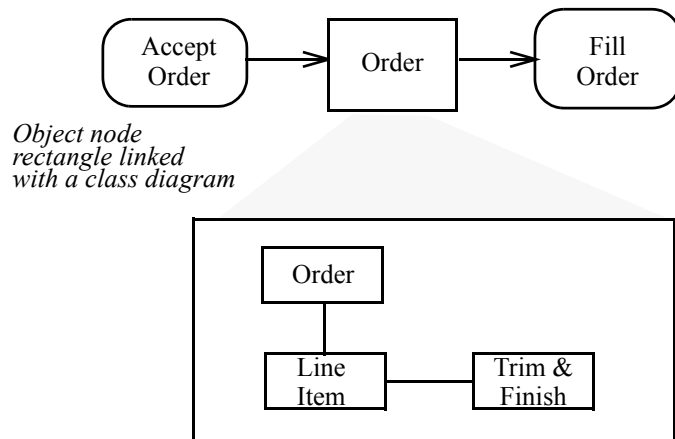 Accept
Order
Order
Fill
Order
Object node
rectangle linked
with a class diagram
Order
Line
Item
Trim &
Finish